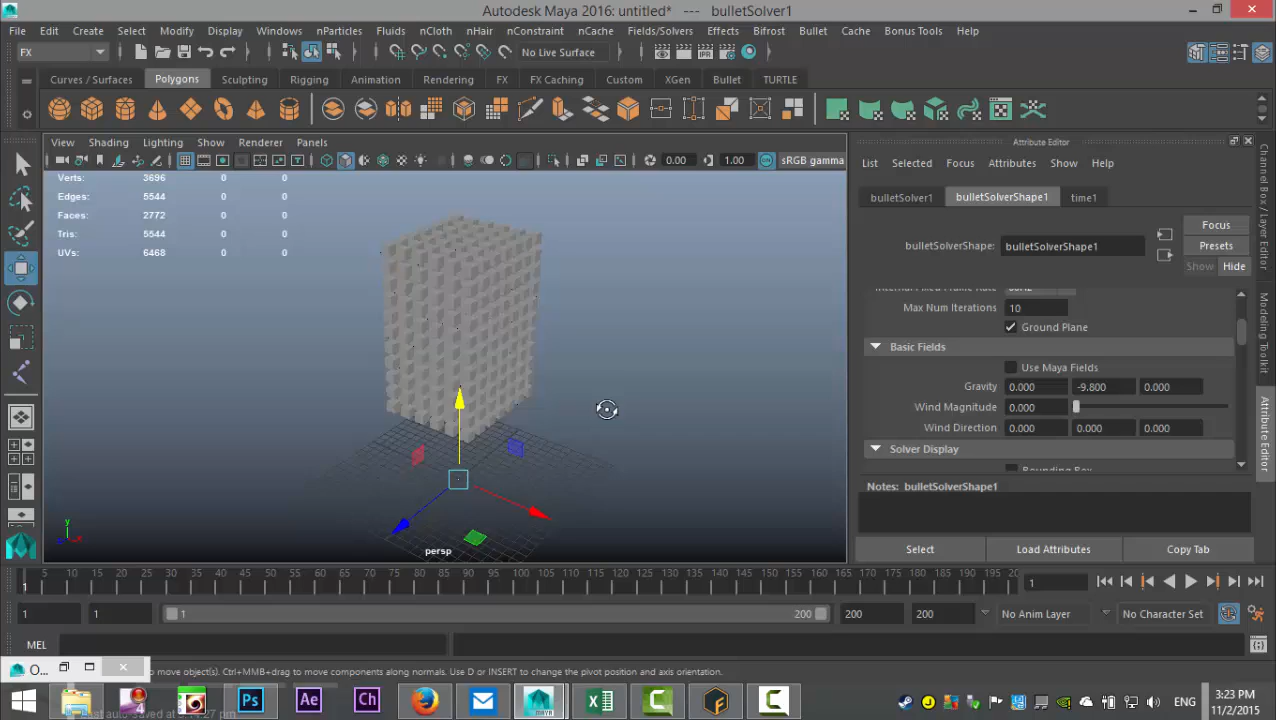 Autodesk Maya 2016: untitled* --- bulletSolver1
File Edit Create Select Modify Display Windows nParticles Fluids nCloth nHair nConstraint nCache Fields/Solvers Effects Bifrost Bullet Cache Bonus Tools Help
FX No Live Surface
Curves / Surfaces Polygons Sculpting Rigging Animation Rendering FX FX Caching Custom XGen Bullet TURTLE
View Shading Lighting Show Renderer Panels
Attribute Editor
0.00 1.00 sRGB gamma
List Selected Focus Attributes Show Help
Verts: 3696 0 0
Edges: 5544 0 0
Faces: 2772 0 0
Tris: 5544 0 0
UVs: 6468 0 0
bulletSolver1 bulletSolverShape1 time1
Focus
bulletSolverShape: bulletSolverShape1 Presets
Show Hide
Max Num Iterations 10
Ground Plane
Basic Fields
Use Maya Fields
Gravity 0.000 -9.800 0.000
Wind Magnitude 0.000
Wind Direction 0.000 0.000 0.000
Solver Display
Notes: bulletSolverShape1
Select Load Attributes Copy Tab
Channel Box / Layer Editor
Modeling Toolkit
Attribute Editor
y
x
persp
5 10 15 20 25 30 35 40 45 50 55 60 65 70 75 80 85 90 95 100 105 110 115 120 125 130 135 140 145 150 155 160 165 170 175 180 185 190 195 1
1 1 1 200 200 200 No Anim Layer No Character Set
MEL
O...
to move object(s). Ctrl+MMB+drag to move components along normals. Use D or INSERT to change the pivot position and axis orientation.
Ps Ae Ch
ENG
3:23 PM
11/2/2015